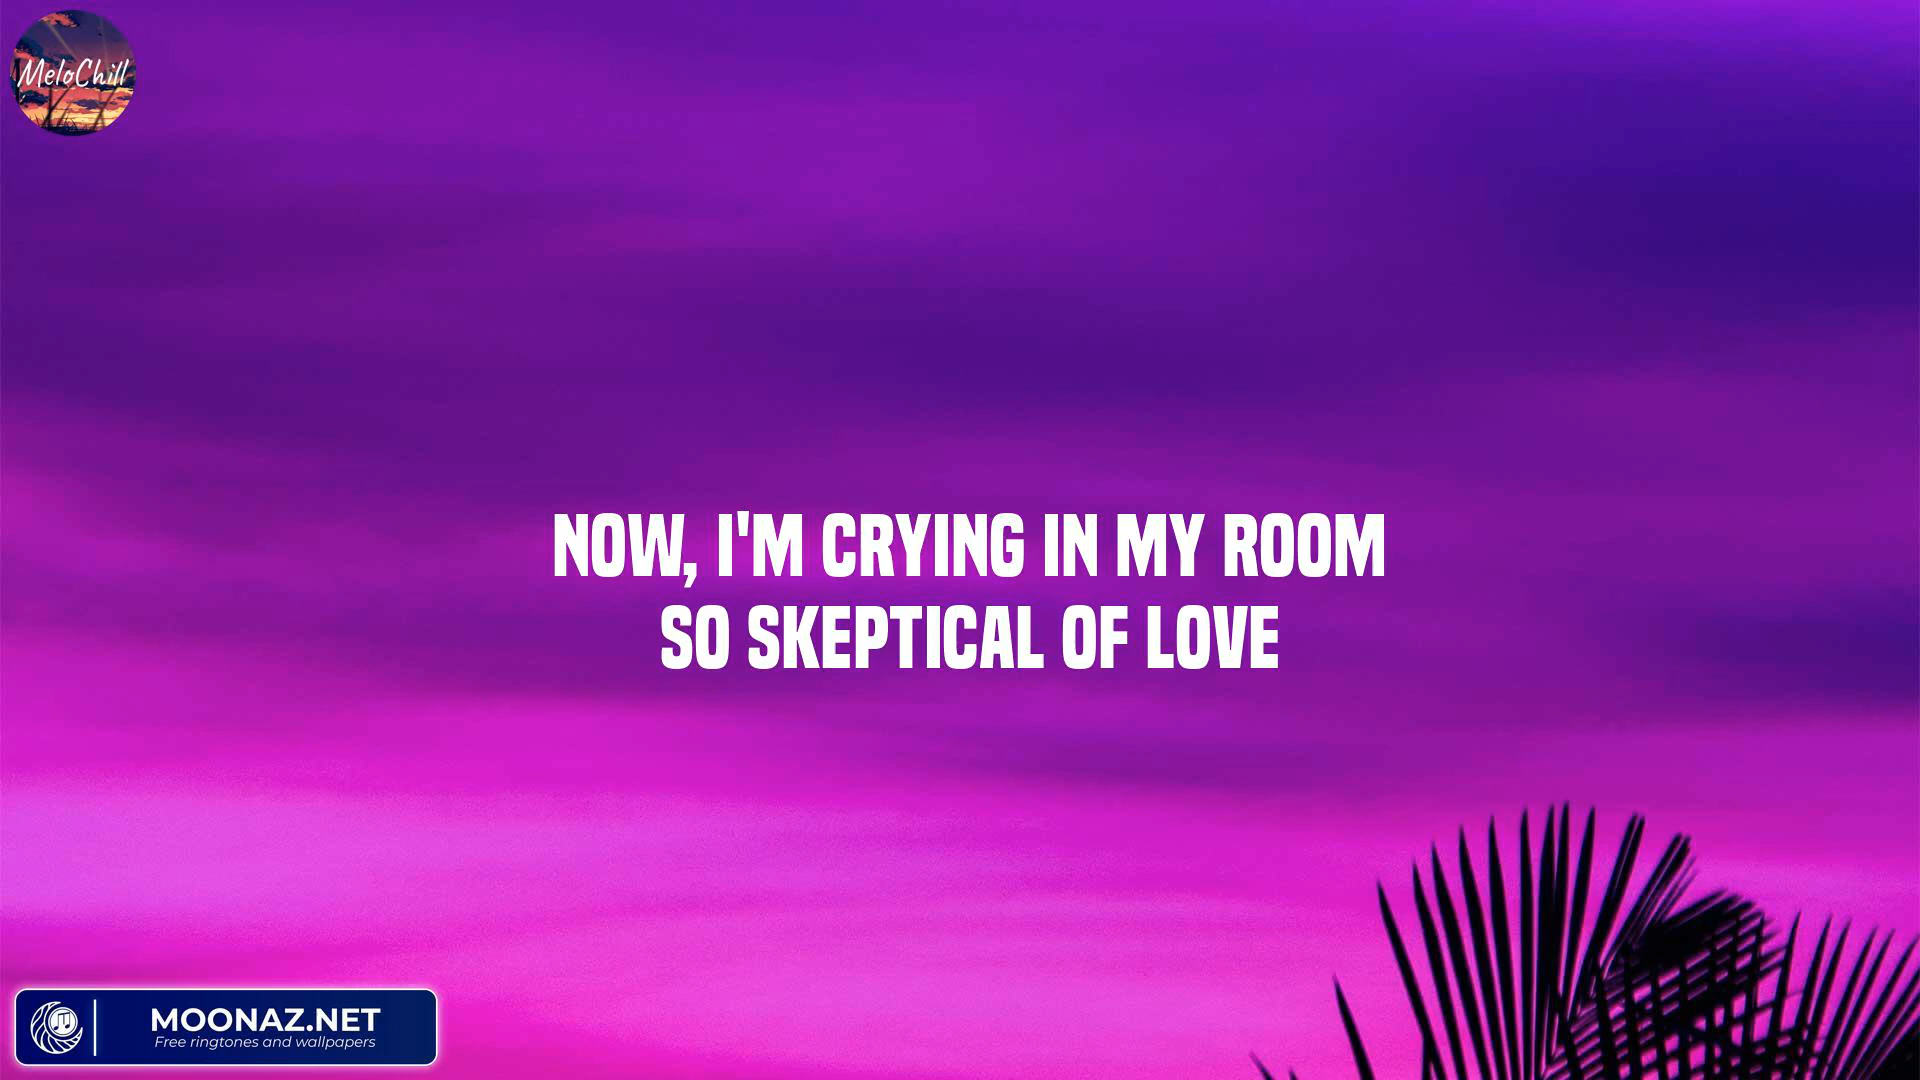 MeloChill
NOW, I'M CRYING IN MY ROOM
SO SKEPTICAL OF LOVE
MOONAZ.NET
Free ringtones and wallpapers